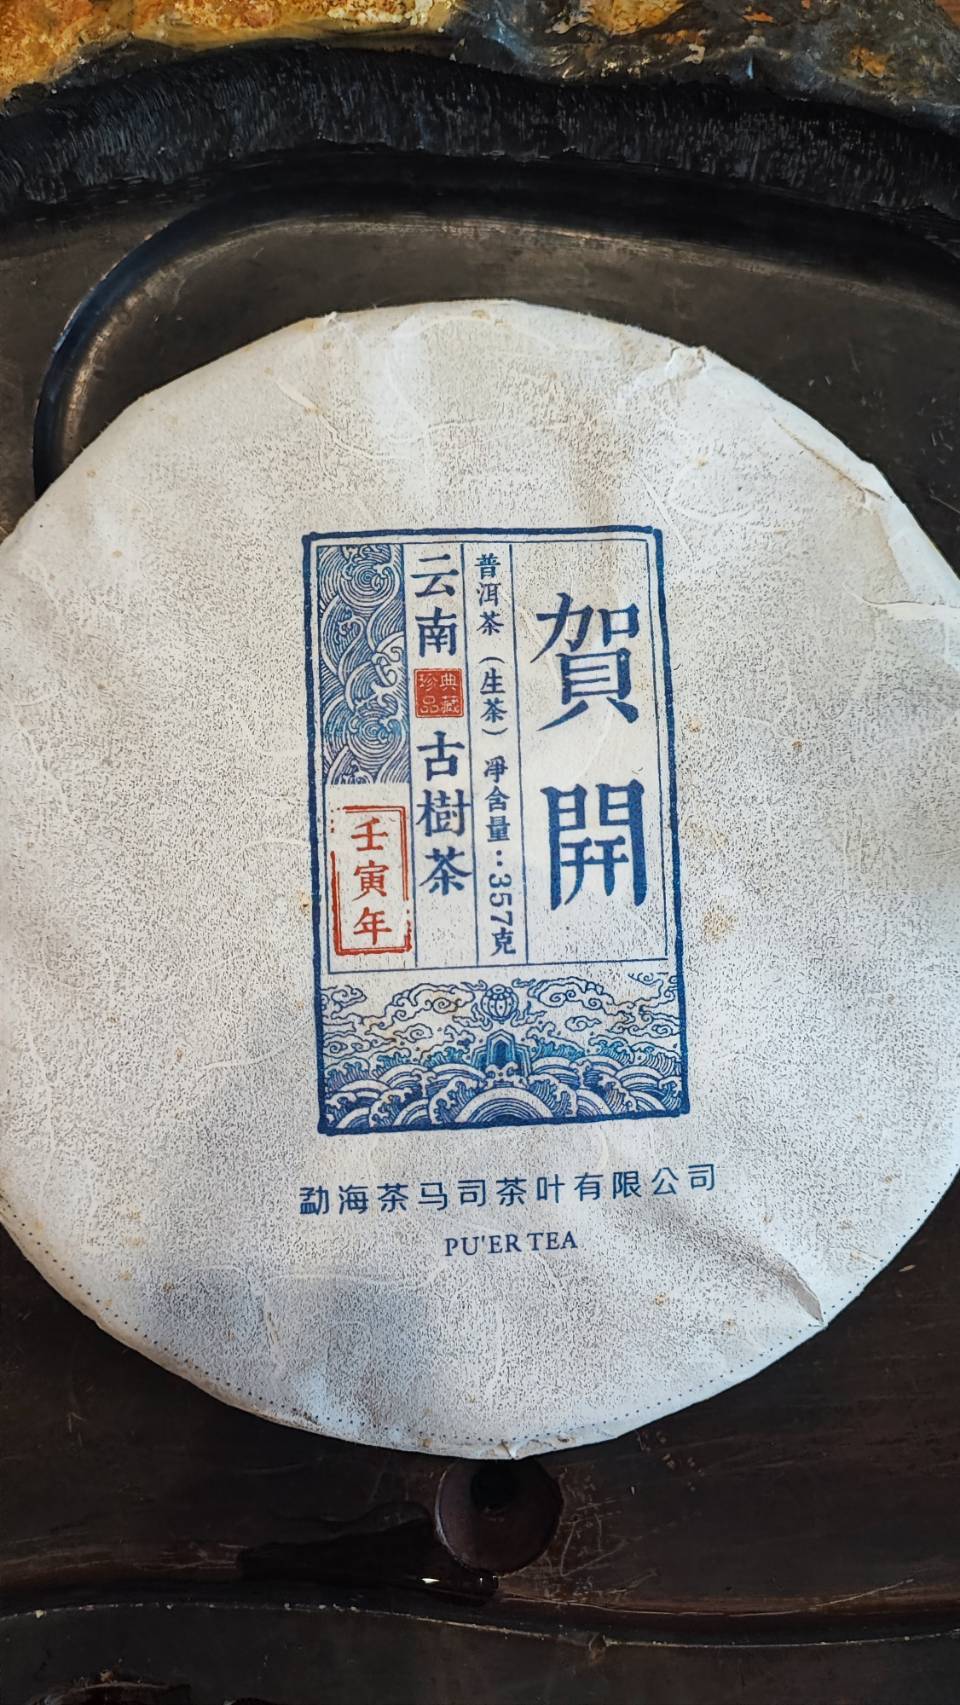 賀開
普洱茶（生茶）净含量：357克
云南
典藏
珍品
古樹茶
壬寅年
勐海茶马司茶叶有限公司
PU'ER TEA